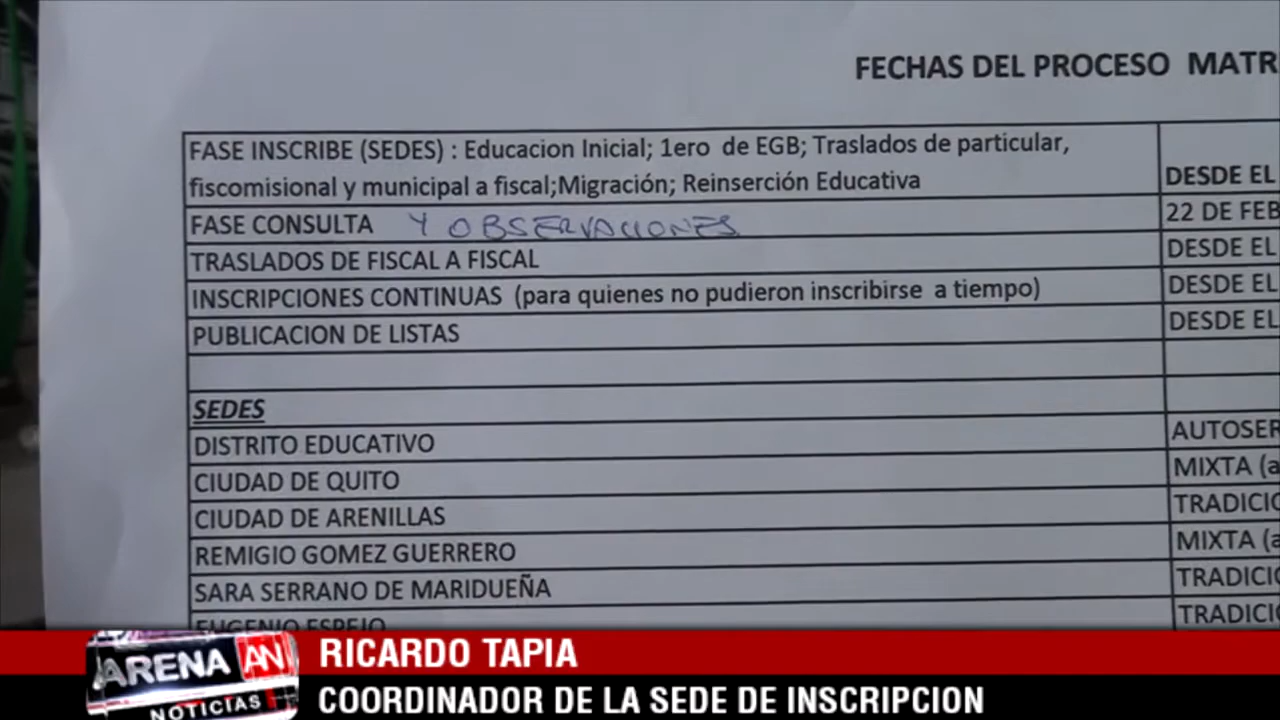 FECHAS DEL PROCESO MATR
FASE INSCRIBE (SEDES) : Educacion Inicial; 1ero de EGB; Traslados de particular,
fiscomisional y municipal a fiscal;Migración; Reinserción Educativa
DESDE EL
FASE CONSULTA Y OBSERVACIONES
22 DE FEB
TRASLADOS DE FISCAL A FISCAL
DESDE EL
INSCRIPCIONES CONTINUAS (para quienes no pudieron inscribirse a tiempo)
DESDE EL
PUBLICACION DE LISTAS
DESDE EL
SEDES
DISTRITO EDUCATIVO
AUTOSER
CIUDAD DE QUITO
MIXTA (a
CIUDAD DE ARENILLAS
TRADICIO
REMIGIO GOMEZ GUERRERO
MIXTA (a
SARA SERRANO DE MARIDUEÑA
TRADICIO
EUGENIO ESPEJO
TRADICIO
ARENA AN
NOTICIAS
RICARDO TAPIA
COORDINADOR DE LA SEDE DE INSCRIPCION